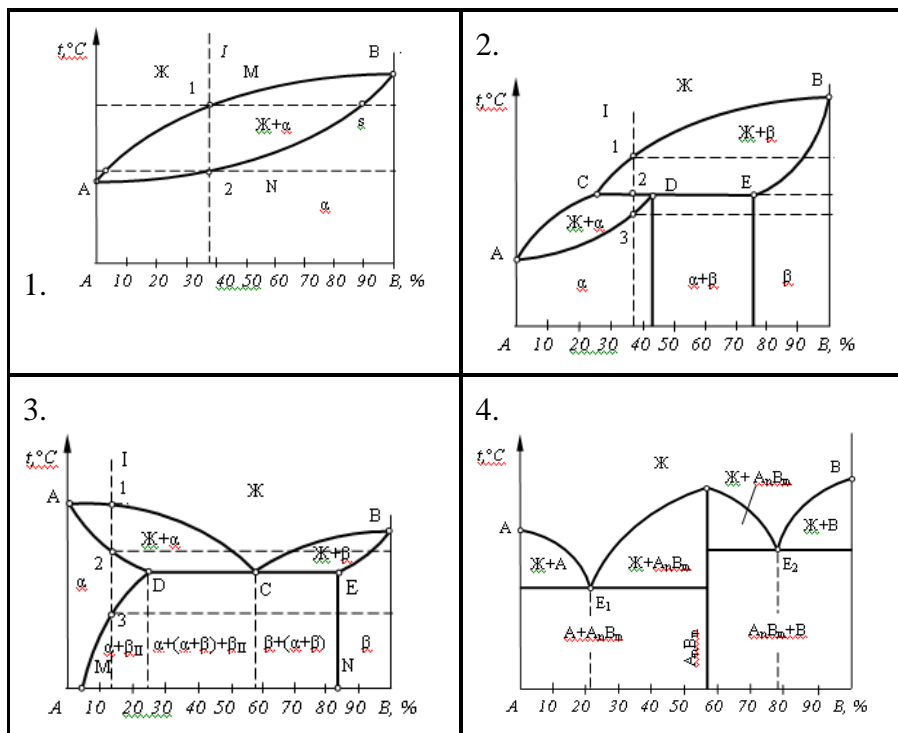 t,°C
I
B
Ж
M
1
Ж+α
s
A
2
N
α
1.
A 10 20 30 40 50 60 70 80 90 B, %
2.
t,°C
Ж
B
I
Ж+β
1
C
2
D
E
Ж+α
3
A
α
α+β
β
A 10 20 30 40 50 60 70 80 90 B, %
3.
t,°C
I
Ж
A
1
B
Ж+α
Ж+β
2
α
D
C
E
3
α+βII
α+(α+β)+βII
β+(α+β)
β
M
N
A 10 20 30 40 50 60 70 80 90 B, %
4.
t,°C
Ж
Ж+ AnBm
B
A
Ж+B
Ж+A
Ж+AnBm
E2
E1
A+AnBm
AnBm
AnBm+B
A 10 20 30 40 50 60 70 80 90 B, %